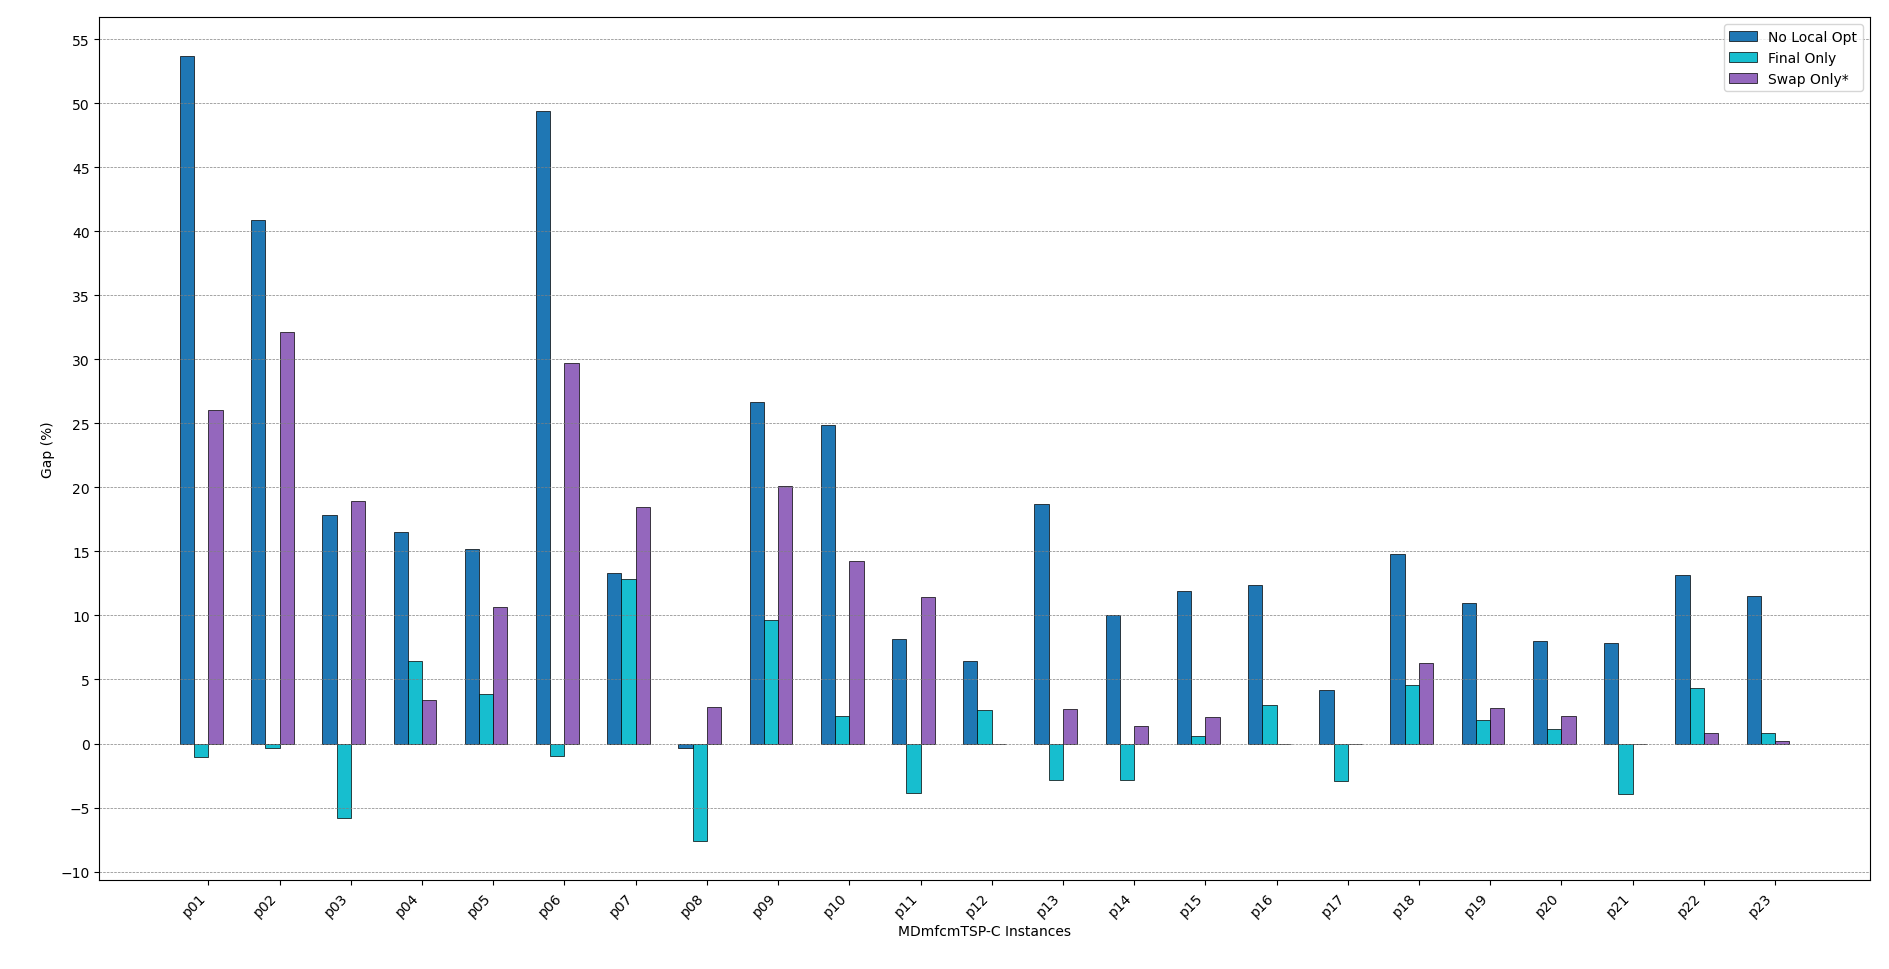 55
50
45
40
35
30
25
20
15
10
5
0
−5
−10
Gap (%)
No Local Opt
Final Only
Swap Only*
p01 p02 p03 p04 p05 p06 p07 p08 p09 p10 p11 p12 p13 p14 p15 p16 p17 p18 p19 p20 p21 p22 p23
MDmfcmTSP-C Instances